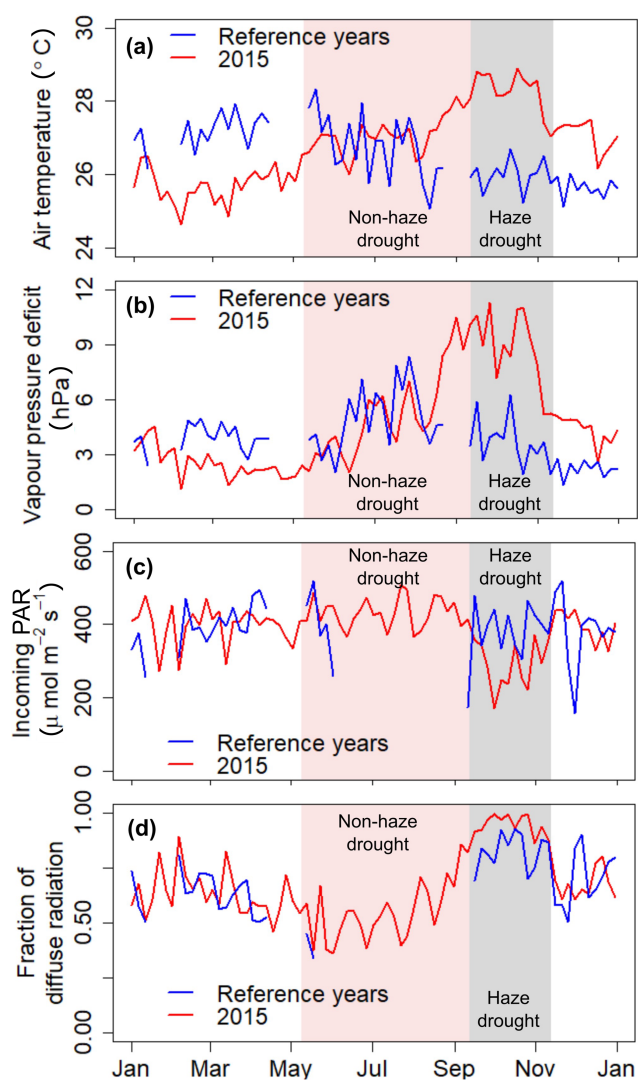 (a)
Reference years
2015
30
28
26
24
Air temperature (° C)
Non-haze
drought
Haze
drought
(b)
Reference years
2015
12
9
6
3
0
Vapour pressure deficit
(hPa)
Non-haze
drought
Haze
drought
(c)
Non-haze
drought
Haze
drought
600
400
200
0
Incoming PAR
(μ mol m⁻² s⁻¹)
Reference years
2015
(d)
Non-haze
drought
1.00
0.50
0.00
Fraction of
diffuse radiation
Reference years
2015
Haze
drought
Jan Mar May Jul Sep Nov Jan